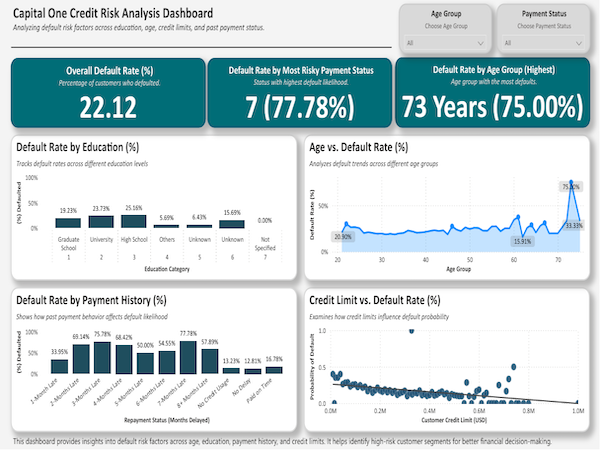 Capital One Credit Risk Analysis Dashboard
Analyzing default risk factors across education, age, credit limits, and past payment status.
Age Group
Choose Age Group
All
Payment Status
Choose Payment Status
All
Overall Default Rate (%)
Percentage of customers who defaulted.
22.12
Default Rate by Most Risky Payment Status
Status with highest default likelihood.
7 (77.78%)
Default Rate by Age Group (Highest)
Age group with the most defaults.
73 Years (75.00%)
Default Rate by Education (%)
Tracks default rates across different education levels
(%) Defaulted
100%
50%
0%
19.23% 23.73% 25.16% 5.69% 6.43% 15.69% 0.00%
Graduate School University High School Others Unknown Unknown Not Specified
1 2 3 4 5 6 7
Education Category
Age vs. Default Rate (%)
Analyzes default trends across different age groups
Default Rate (%)
50%
0%
20.90%
15.91%
75.00%
33.33%
20 30 40 50 60 70
Age Group
Default Rate by Payment History (%)
Shows how past payment behavior affects default likelihood
(%) Defaulted
100%
50%
0%
33.95% 69.14% 75.78% 68.42% 50.00% 54.55% 77.78% 57.89% 13.23% 12.81% 16.78%
1-Month Late 2-Months Late 3-Months Late 4-Months Late 5-Months Late 6-Months Late 7-Months Late 8+ Months Late No Credit Usage No Delay Paid on Time
Repayment Status (Months Delayed)
Credit Limit vs. Default Rate (%)
Examines how credit limits influence default probability
Probability of Default
1.0
0.5
0.0
0.0M 0.2M 0.4M 0.6M 0.8M 1.0M
Customer Credit Limit (USD)
This dashboard provides insights into default risk factors across age, education, payment history, and credit limits. It helps identify high-risk customer segments for better financial decision-making.